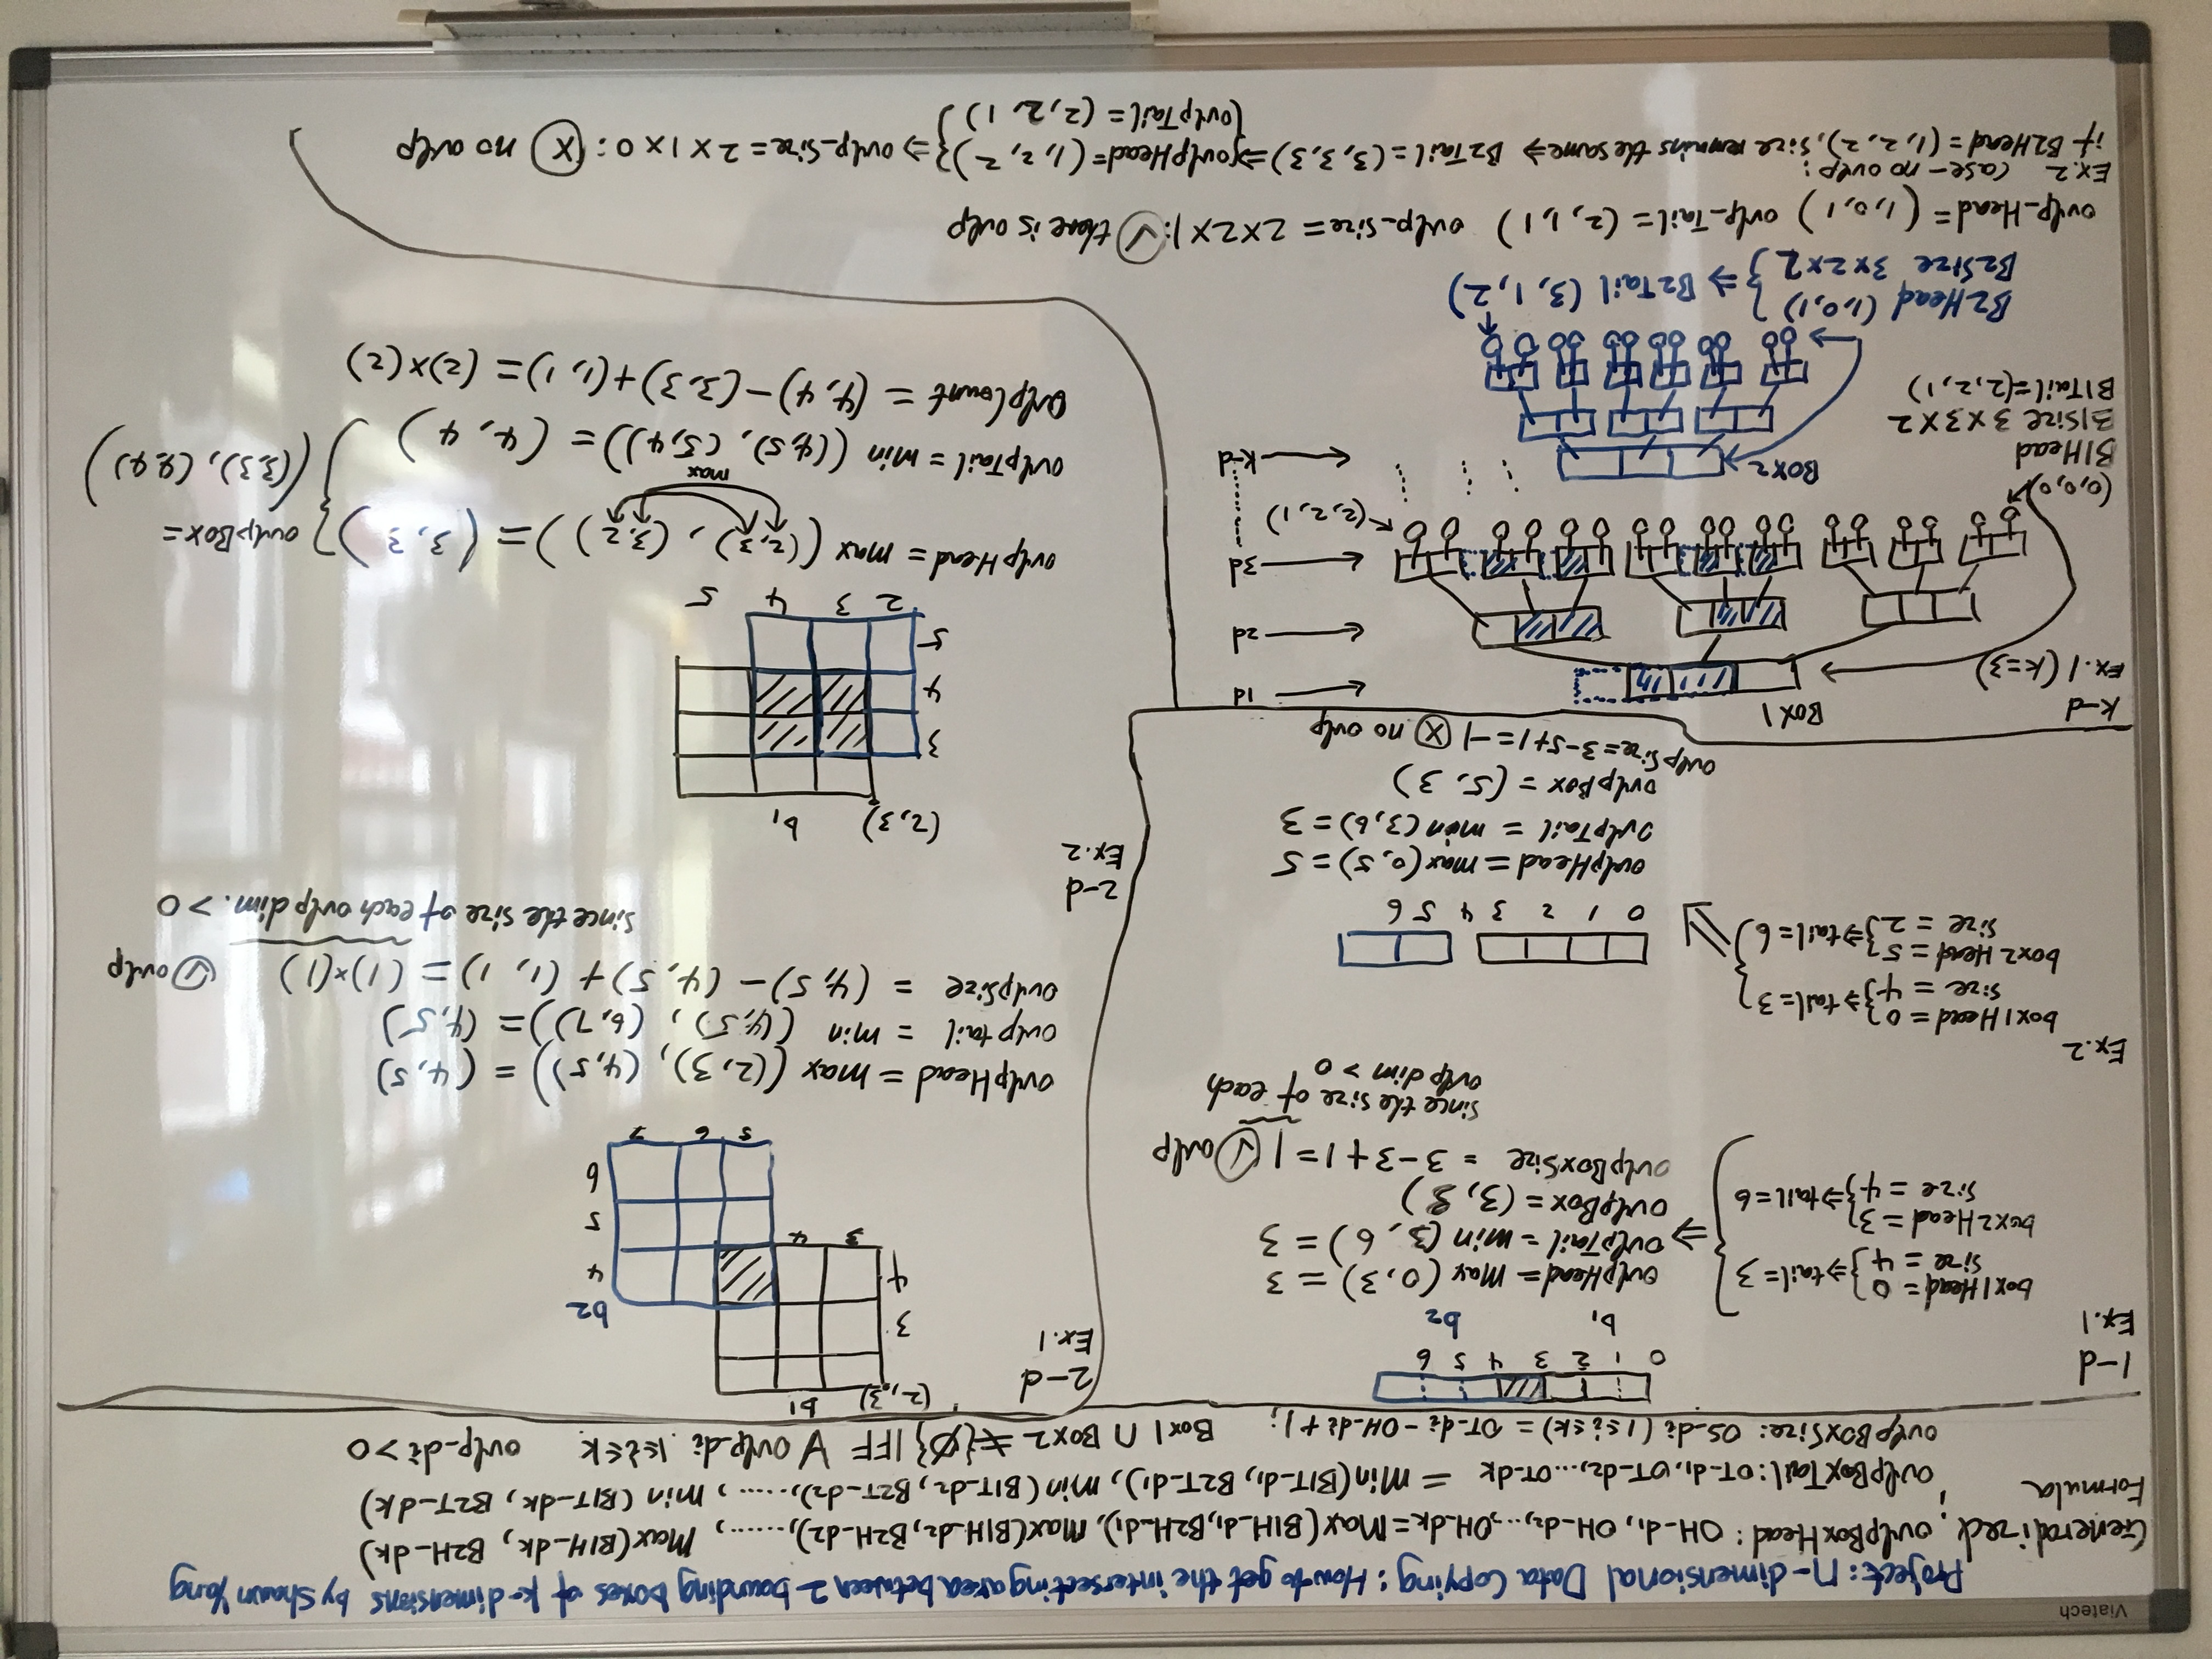 Viatech
Project: n-dimensional Data Copying: How to get the intersecting area between 2 bounding boxes of k-dimensions by Shawn Yang
Generalized Formula:
ovlpBoxHead: OH_d1, OH_d2,...,OH_dk = Max(B1H_d1,B2H_d1), Max(B1H_d2,B2H_d2),......, Max(B1H_dk, B2H_dk)
ovlpBoxTail: OT_d1, OT_d2,...OT_dk = min(B1T_d1, B2T_d1), min(B1T_d2, B2T_d2),....., min (B1T_dk, B2T_dk)
ovlpBoxSize: OS_di (1≤i≤k) = OT_di - OH_di + 1; Box1 ∩ Box2 ≠ {∅} IFF ∀ ovlp_di 1≤i≤k ovlp_di > 0
1-d
Ex.1
0 1 2 3 4 5 6
b1 b2
box1Head = 0
size = 4 } ⇒ tail = 3
box2Head = 3
size = 4 } ⇒ tail = 6
⇒
ovlpHead = max (0, 3) = 3
ovlpTail = min (3, 6) = 3
ovlpBox = (3, 3)
ovlpBoxSize = 3 - 3 + 1 = 1 ✓ ovlp
since the size of each
ovlp dim > 0
Ex.2
box1Head = 0
size = 4 } ⇒ tail = 3
box2Head = 5
size = 2 } ⇒ tail = 6
0 1 2 3 4 5 6
ovlpHead = max(0, 5) = 5
ovlpTail = min (3, 6) = 3
ovlpBox = (5, 3)
ovlpSize = 3-5+1 = -1 X no ovlp
2-d
Ex.1
(2,3) b1
3
4
3 4
b2
4
5
6
5 6 7
ovlpHead = max ((2, 3), (4,5)) = (4, 5)
ovlptail = min ((4,5), (6,7)) = (4,5)
ovlpSize = (4, 5) - (4, 5) + (1, 1) = (1)×(1) ✓ ovlp
since the size of each ovlp dim. > 0
2-d
Ex.2
(2,3) b1
3
4
5
2 3 4 5
ovlpHead = max ((2,3), (3,2)) = (3, 3)
max
ovlpTail = min ((4,5), (5,4)) = (4, 4)
ovlpBox =
((3,3), (4,4))
ovlpCount = (4,4) - (3,3) + (1, 1) = (2)×(2)
k-d
Ex.1 (k=3)
Box 1
1d
2d
3d
(2,2,1)
k-d
(0,0,0)
B1Head
B1Size 3×3×2
B1Tail=(2,2,1)
Box2
B2Head (1,0,1)
B2Size 3×2×2 } ⇒ B2Tail (3, 1, 2)
ovlp_Head = (1,0,1) ovlp_Tail = (2,1,1) ovlp_size = 2×2×1: ✓ there is ovlp
Ex.2 case - no ovlp:
if B2Head = (1,2,2), size remains the same ⇒ B2Tail = (3,3,3) ⇒ { ovlpHead = (1,2,2)
ovlpTail = (2,2,1) } ⇒ ovlp_size = 2×1×0: X no ovlp